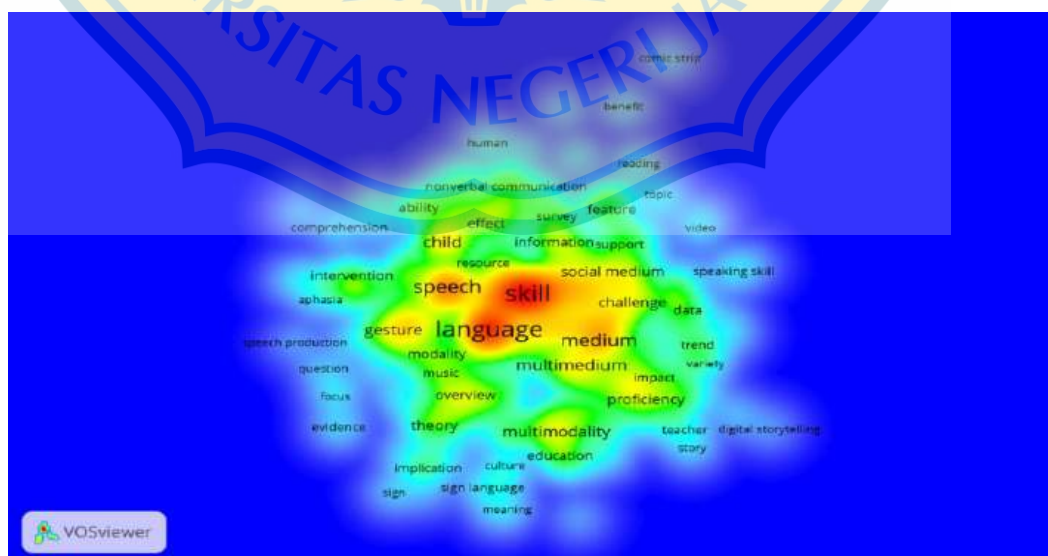 RSITAS NEGERI JA
comic strip
benefit
human
reading
nonverbal communication
topic
ability
feature
survey
effect
comprehension
video
child
information
support
resource
social medium
speaking skill
intervention
speech
skill
aphasia
challenge
data
gesture
language
speech production
medium
trend
modality
multimedium
variety
question
music
impact
focus
overview
proficiency
evidence
theory
multimodality
teacher
digital storytelling
story
education
implication
culture
sign
sign language
meaning
VOSviewer